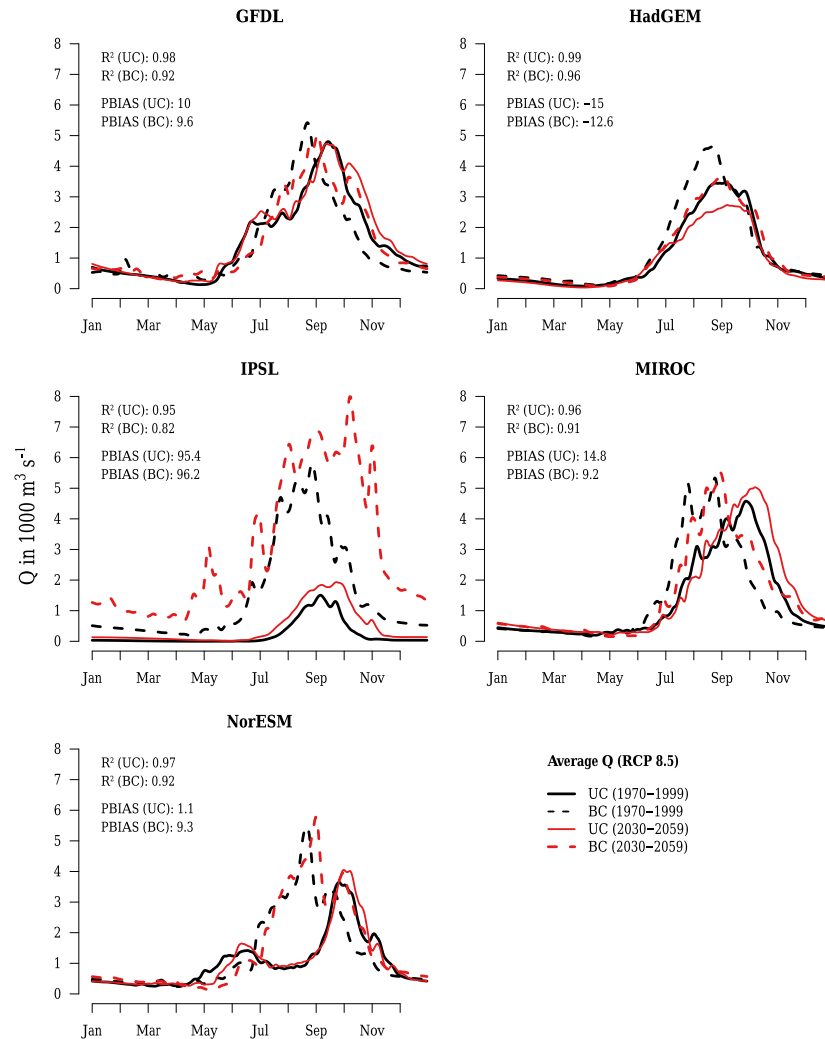 GFDL
8
7
6
5
4
3
2
1
0
R² (UC): 0.98
R² (BC): 0.92
PBIAS (UC): 10
PBIAS (BC): 9.6
Jan Mar May Jul Sep Nov
HadGEM
8
7
6
5
4
3
2
1
0
R² (UC): 0.99
R² (BC): 0.96
PBIAS (UC): −15
PBIAS (BC): −12.6
Jan Mar May Jul Sep Nov
Q in 1000 m³ s⁻¹
IPSL
8
7
6
5
4
3
2
1
0
R² (UC): 0.95
R² (BC): 0.82
PBIAS (UC): 95.4
PBIAS (BC): 96.2
Jan Mar May Jul Sep Nov
MIROC
8
7
6
5
4
3
2
1
0
R² (UC): 0.96
R² (BC): 0.91
PBIAS (UC): 14.8
PBIAS (BC): 9.2
Jan Mar May Jul Sep Nov
NorESM
8
7
6
5
4
3
2
1
0
R² (UC): 0.97
R² (BC): 0.92
PBIAS (UC): 1.1
PBIAS (BC): 9.3
Jan Mar May Jul Sep Nov
Average Q (RCP 8.5)
UC (1970−1999)
BC (1970−1999
UC (2030−2059)
BC (2030−2059)